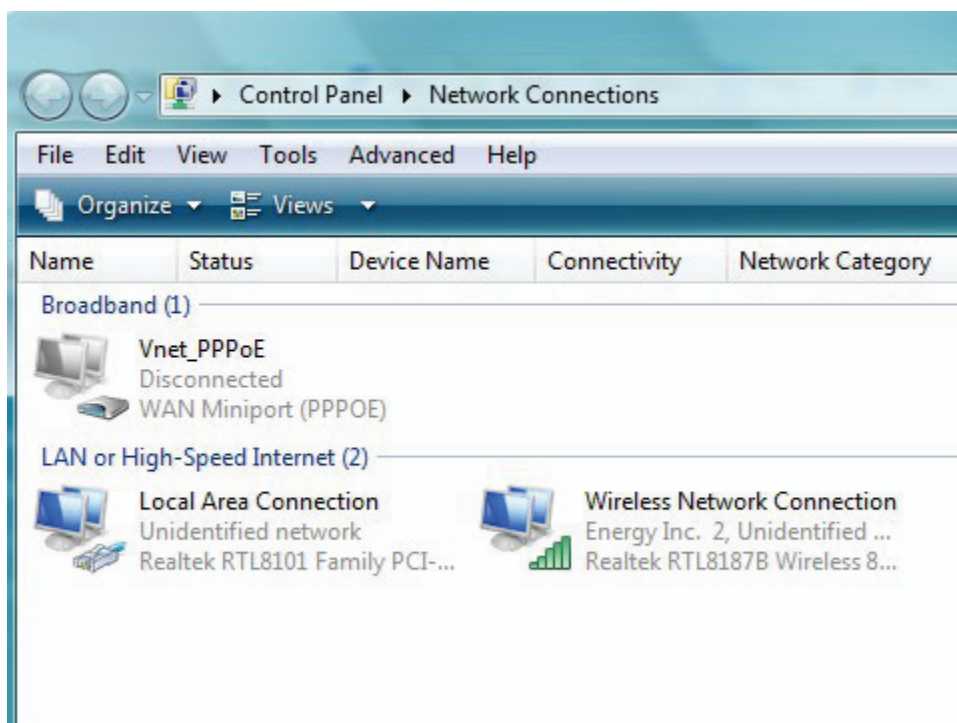 Control Panel Network Connections
File Edit View Tools Advanced Help
Organize Views
Name Status Device Name Connectivity Network Category
Broadband (1)
Vnet_PPPoE
Disconnected
WAN Miniport (PPPOE)
LAN or High-Speed Internet (2)
Local Area Connection
Unidentified network
Realtek RTL8101 Family PCI-...
Wireless Network Connection
Energy Inc. 2, Unidentified ...
Realtek RTL8187B Wireless 8...